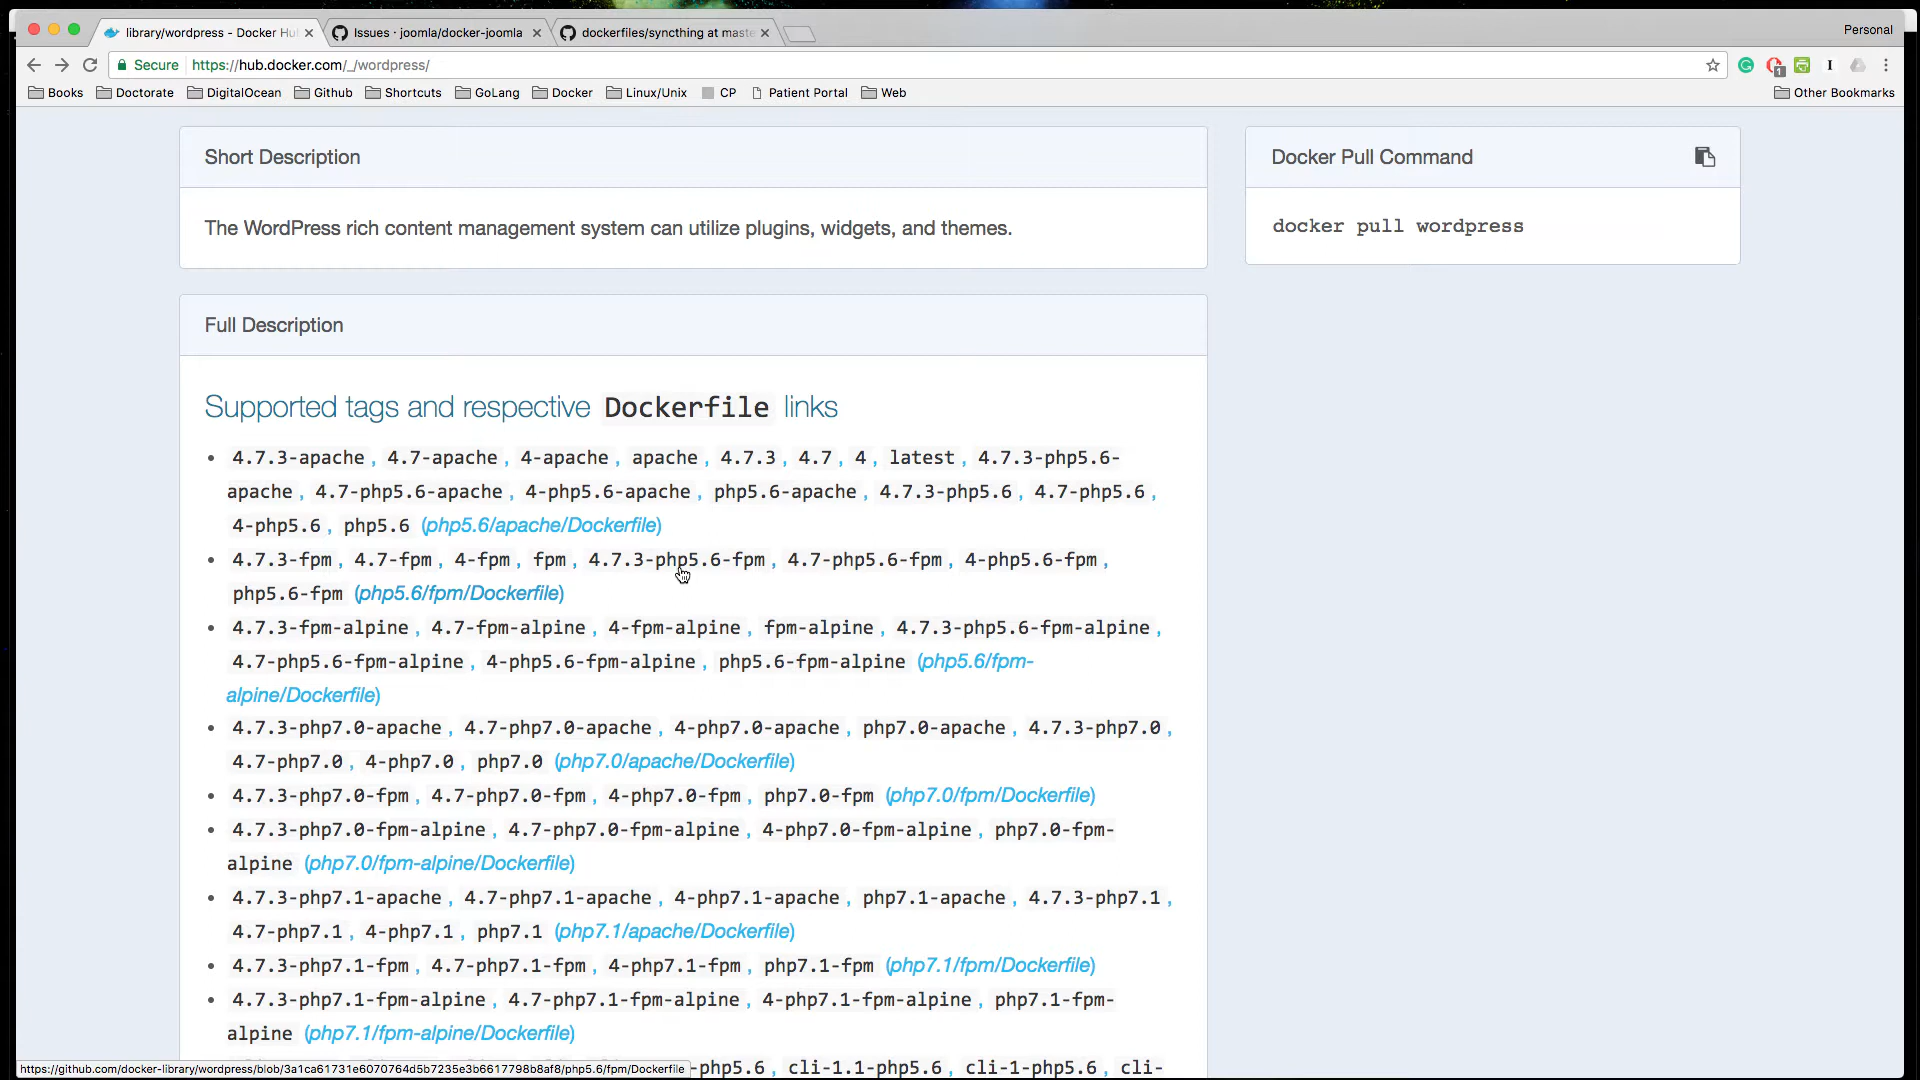 library/wordpress - Docker Hu
Issues · joomla/docker-joomla
dockerfiles/syncthing at maste
Personal
Secure https://hub.docker.com/_/wordpress/
1
I
Books Doctorate DigitalOcean Github Shortcuts GoLang Docker Linux/Unix CP Patient Portal Web Other Bookmarks
Short Description
The WordPress rich content management system can utilize plugins, widgets, and themes.
Docker Pull Command
docker pull wordpress
Full Description
Supported tags and respective Dockerfile links
• 4.7.3-apache , 4.7-apache , 4-apache , apache , 4.7.3 , 4.7 , 4 , latest , 4.7.3-php5.6-
apache , 4.7-php5.6-apache , 4-php5.6-apache , php5.6-apache , 4.7.3-php5.6 , 4.7-php5.6 ,
4-php5.6 , php5.6 (php5.6/apache/Dockerfile)
• 4.7.3-fpm , 4.7-fpm , 4-fpm , fpm , 4.7.3-php5.6-fpm , 4.7-php5.6-fpm , 4-php5.6-fpm ,
php5.6-fpm (php5.6/fpm/Dockerfile)
• 4.7.3-fpm-alpine , 4.7-fpm-alpine , 4-fpm-alpine , fpm-alpine , 4.7.3-php5.6-fpm-alpine ,
4.7-php5.6-fpm-alpine , 4-php5.6-fpm-alpine , php5.6-fpm-alpine (php5.6/fpm-
alpine/Dockerfile)
• 4.7.3-php7.0-apache , 4.7-php7.0-apache , 4-php7.0-apache , php7.0-apache , 4.7.3-php7.0 ,
4.7-php7.0 , 4-php7.0 , php7.0 (php7.0/apache/Dockerfile)
• 4.7.3-php7.0-fpm , 4.7-php7.0-fpm , 4-php7.0-fpm , php7.0-fpm (php7.0/fpm/Dockerfile)
• 4.7.3-php7.0-fpm-alpine , 4.7-php7.0-fpm-alpine , 4-php7.0-fpm-alpine , php7.0-fpm-
alpine (php7.0/fpm-alpine/Dockerfile)
• 4.7.3-php7.1-apache , 4.7-php7.1-apache , 4-php7.1-apache , php7.1-apache , 4.7.3-php7.1 ,
4.7-php7.1 , 4-php7.1 , php7.1 (php7.1/apache/Dockerfile)
• 4.7.3-php7.1-fpm , 4.7-php7.1-fpm , 4-php7.1-fpm , php7.1-fpm (php7.1/fpm/Dockerfile)
• 4.7.3-php7.1-fpm-alpine , 4.7-php7.1-fpm-alpine , 4-php7.1-fpm-alpine , php7.1-fpm-
alpine (php7.1/fpm-alpine/Dockerfile)
-php5.6 , cli-1.1-php5.6 , cli-1-php5.6 , cli-
https://github.com/docker-library/wordpress/blob/3a1ca61731e6070764d5b7235e3b6617798b8af8/php5.6/fpm/Dockerfile